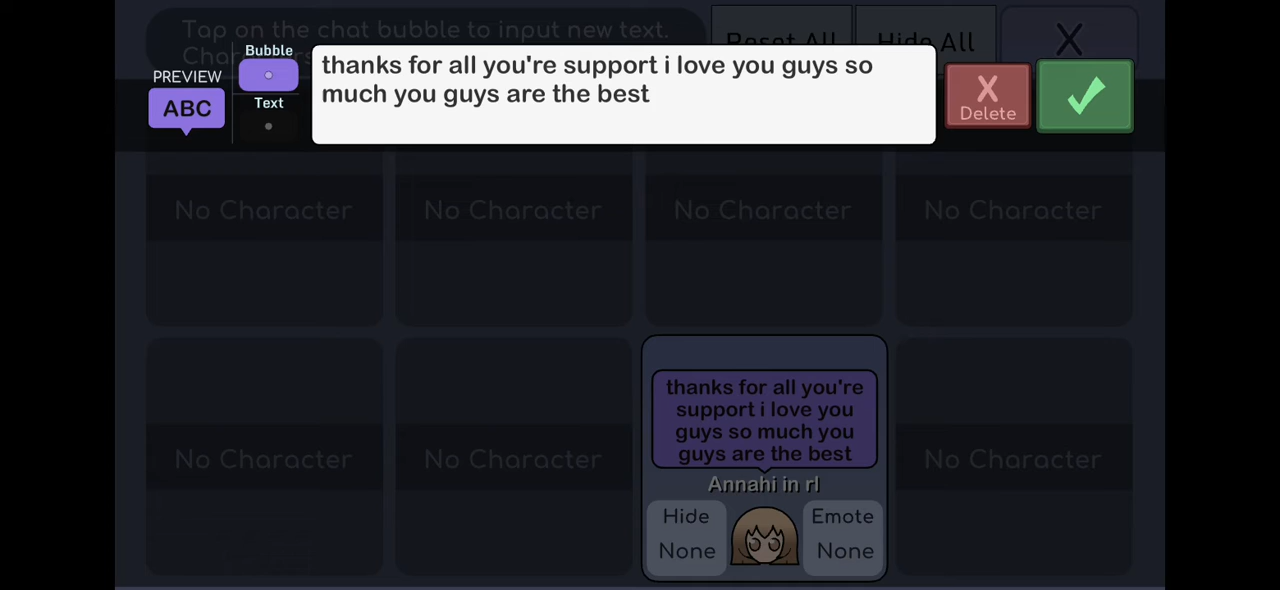 Tap on the chat bubble to input new text.
Reset All
Hide All
X
Bubble
PREVIEW
ABC
Text
thanks for all you're support i love you guys so
much you guys are the best
X
Delete
No Character
No Character
No Character
No Character
No Character
No Character
thanks for all you're
support i love you
guys so much you
guys are the best
Annahi in rl
Hide
None
Emote
None
No Character